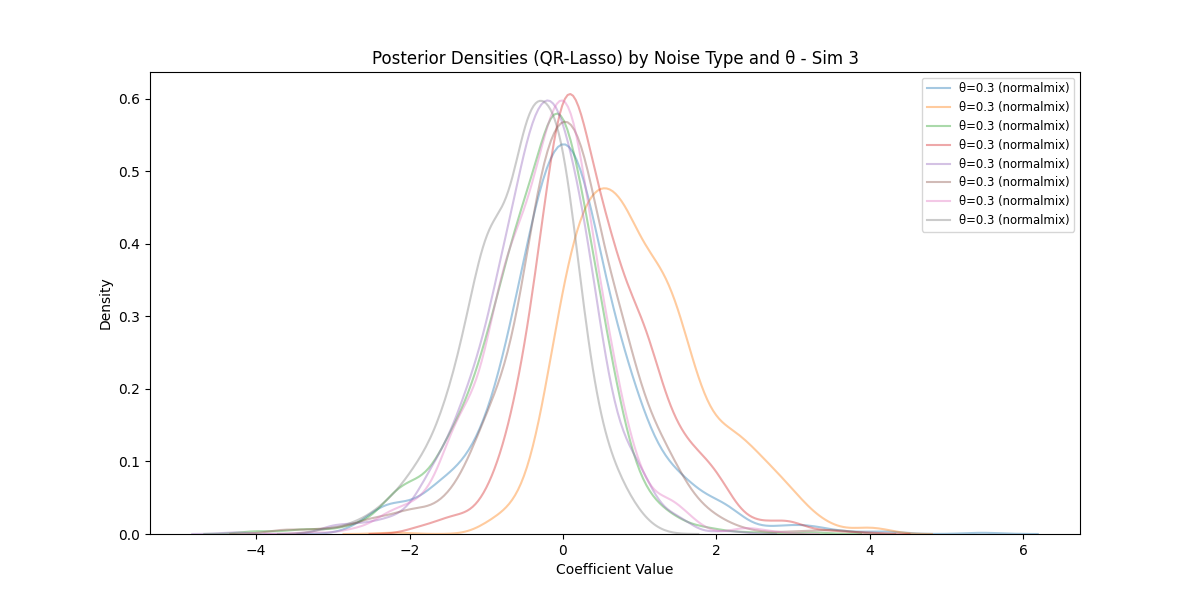 Posterior Densities (QR-Lasso) by Noise Type and θ - Sim 3
θ=0.3 (normalmix)
θ=0.3 (normalmix)
θ=0.3 (normalmix)
θ=0.3 (normalmix)
θ=0.3 (normalmix)
θ=0.3 (normalmix)
θ=0.3 (normalmix)
θ=0.3 (normalmix)
Density
0.6
0.5
0.4
0.3
0.2
0.1
0.0
−4 −2 0 2 4 6
Coefficient Value